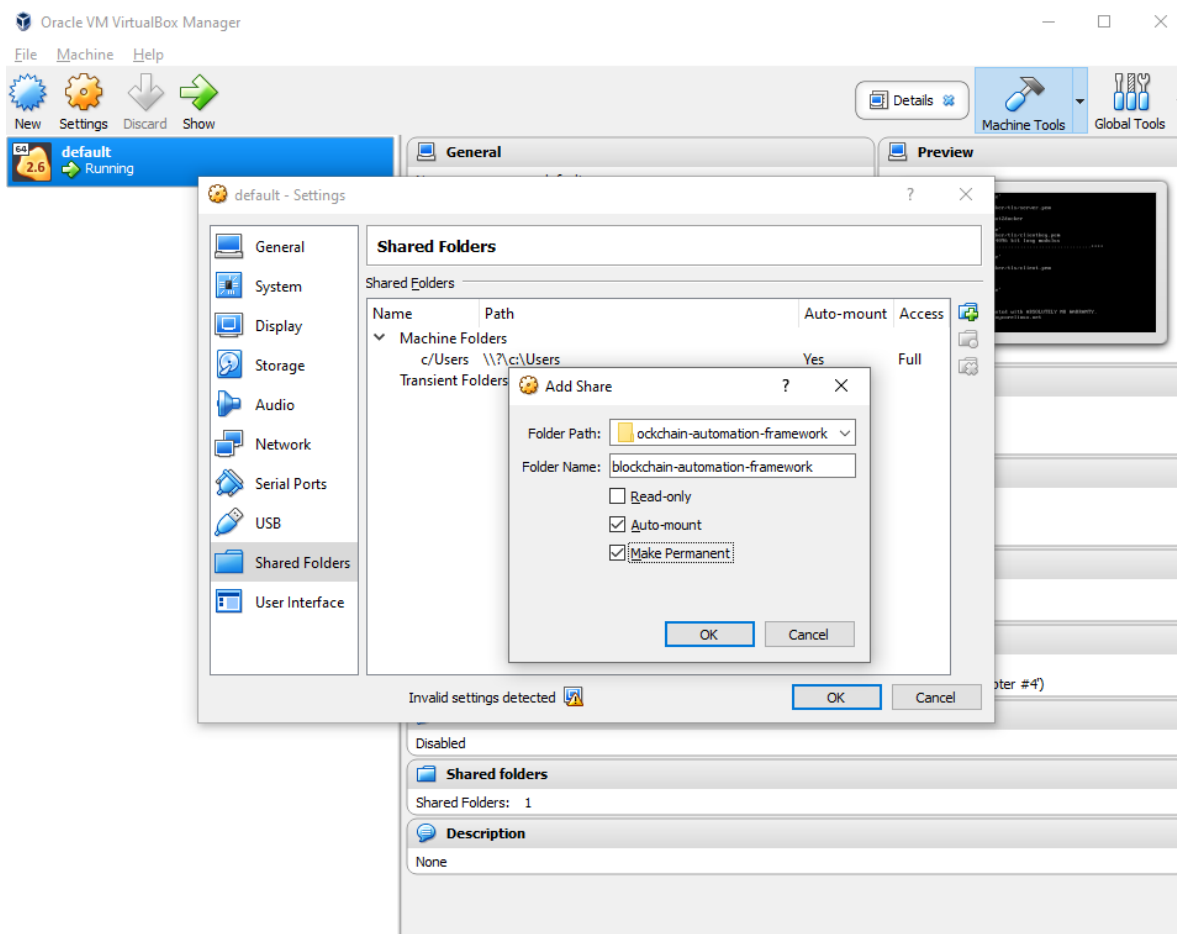 Oracle VM VirtualBox Manager
File Machine Help
New Settings Discard Show
Details
Machine Tools
Global Tools
64
2.6
default
Running
General
Preview
default - Settings
?
General
System
Display
Storage
Audio
Network
Serial Ports
USB
Shared Folders
User Interface
Shared Folders
Shared Folders
Name Path Auto-mount Access
Machine Folders
c/Users \\?\c:\Users Yes Full
Transient Folders
Add Share
?
Folder Path: ockchain-automation-framework
Folder Name: blockchain-automation-framework
Read-only
Auto-mount
Make Permanent
OK Cancel
Invalid settings detected
OK Cancel
pter #4')
Disabled
Shared folders
Shared Folders: 1
Description
None